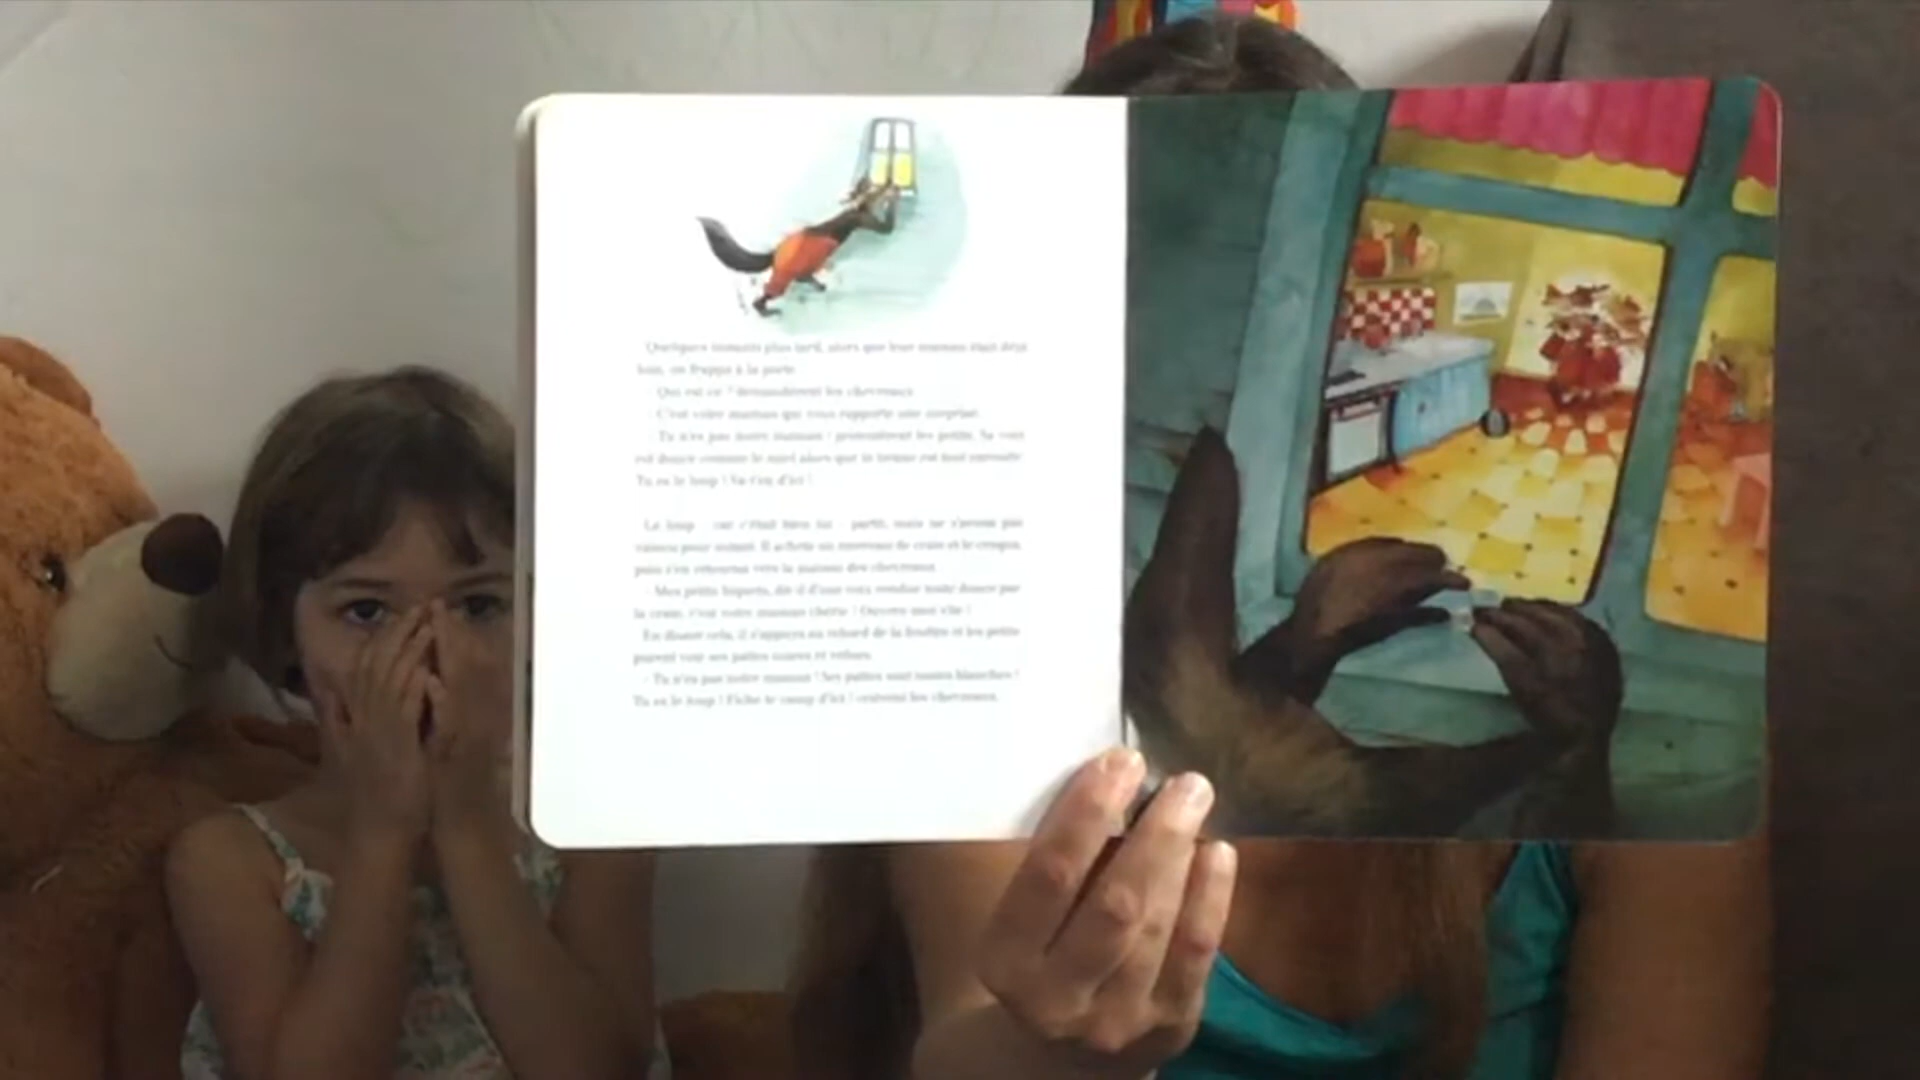 Quelques instants plus tard, alors que leur maman était déjà
loin, on frappa à la porte.
- Qui est ce ? demandèrent les chevreaux.
- C'est votre maman qui vous rapporte une surprise.
- Tu n'es pas notre maman ! protestèrent les petits. Sa voix
est douce comme le miel alors que la tienne est tout enrouée.
Tu es le loup ! Va t'en d'ici !
Le loup - car c'était bien lui - partit, mais ne s'avoua pas
vaincu pour autant. Il acheta un morceau de craie et le croqua,
puis s'en retourna vers la maison des chevreaux.
- Mes petits biquets, dit-il d'une voix rendue toute douce par
la craie, c'est votre maman chérie ! Ouvrez-moi vite !
En disant cela, il s'appuya au rebord de la fenêtre et les petits
purent voir ses pattes noires et velues.
- Tu n'es pas notre maman ! Ses pattes sont toutes blanches !
Tu es le loup ! Fiche le camp d'ici ! crièrent les chevreaux.